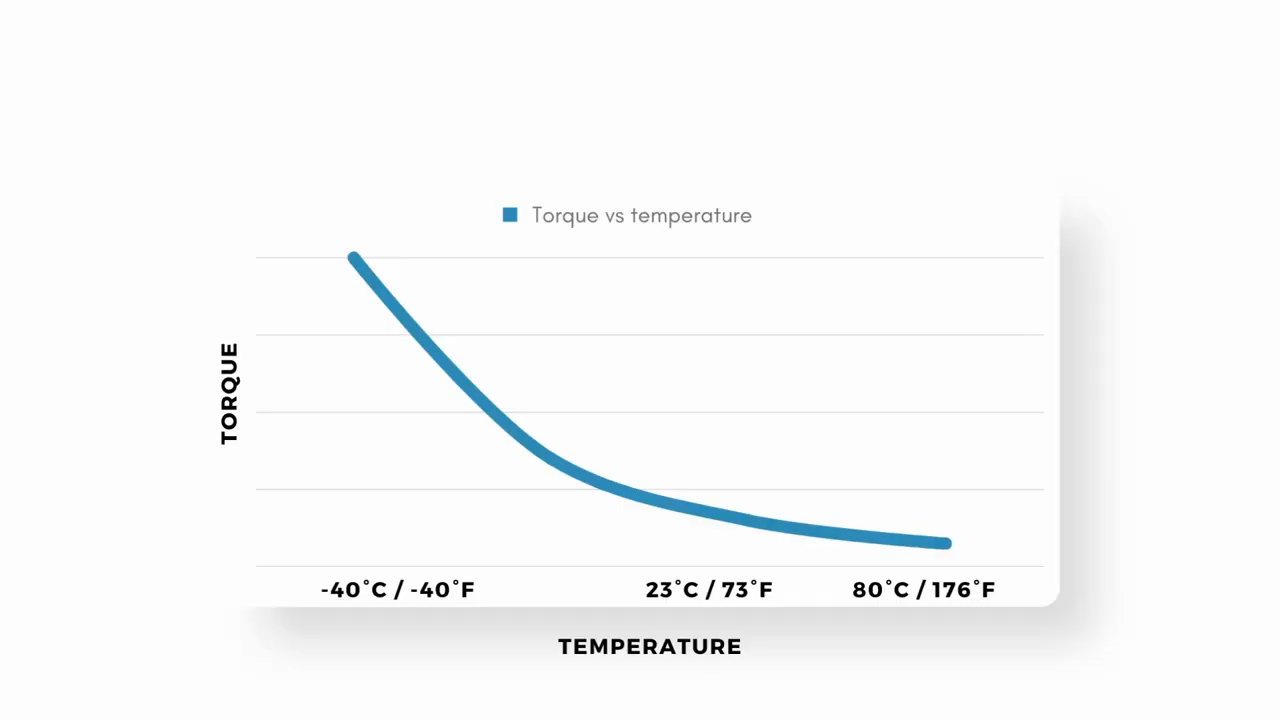 Torque vs temperature
TORQUE
-40˚C / -40˚F
23˚C / 73˚F
80˚C / 176˚F
TEMPERATURE